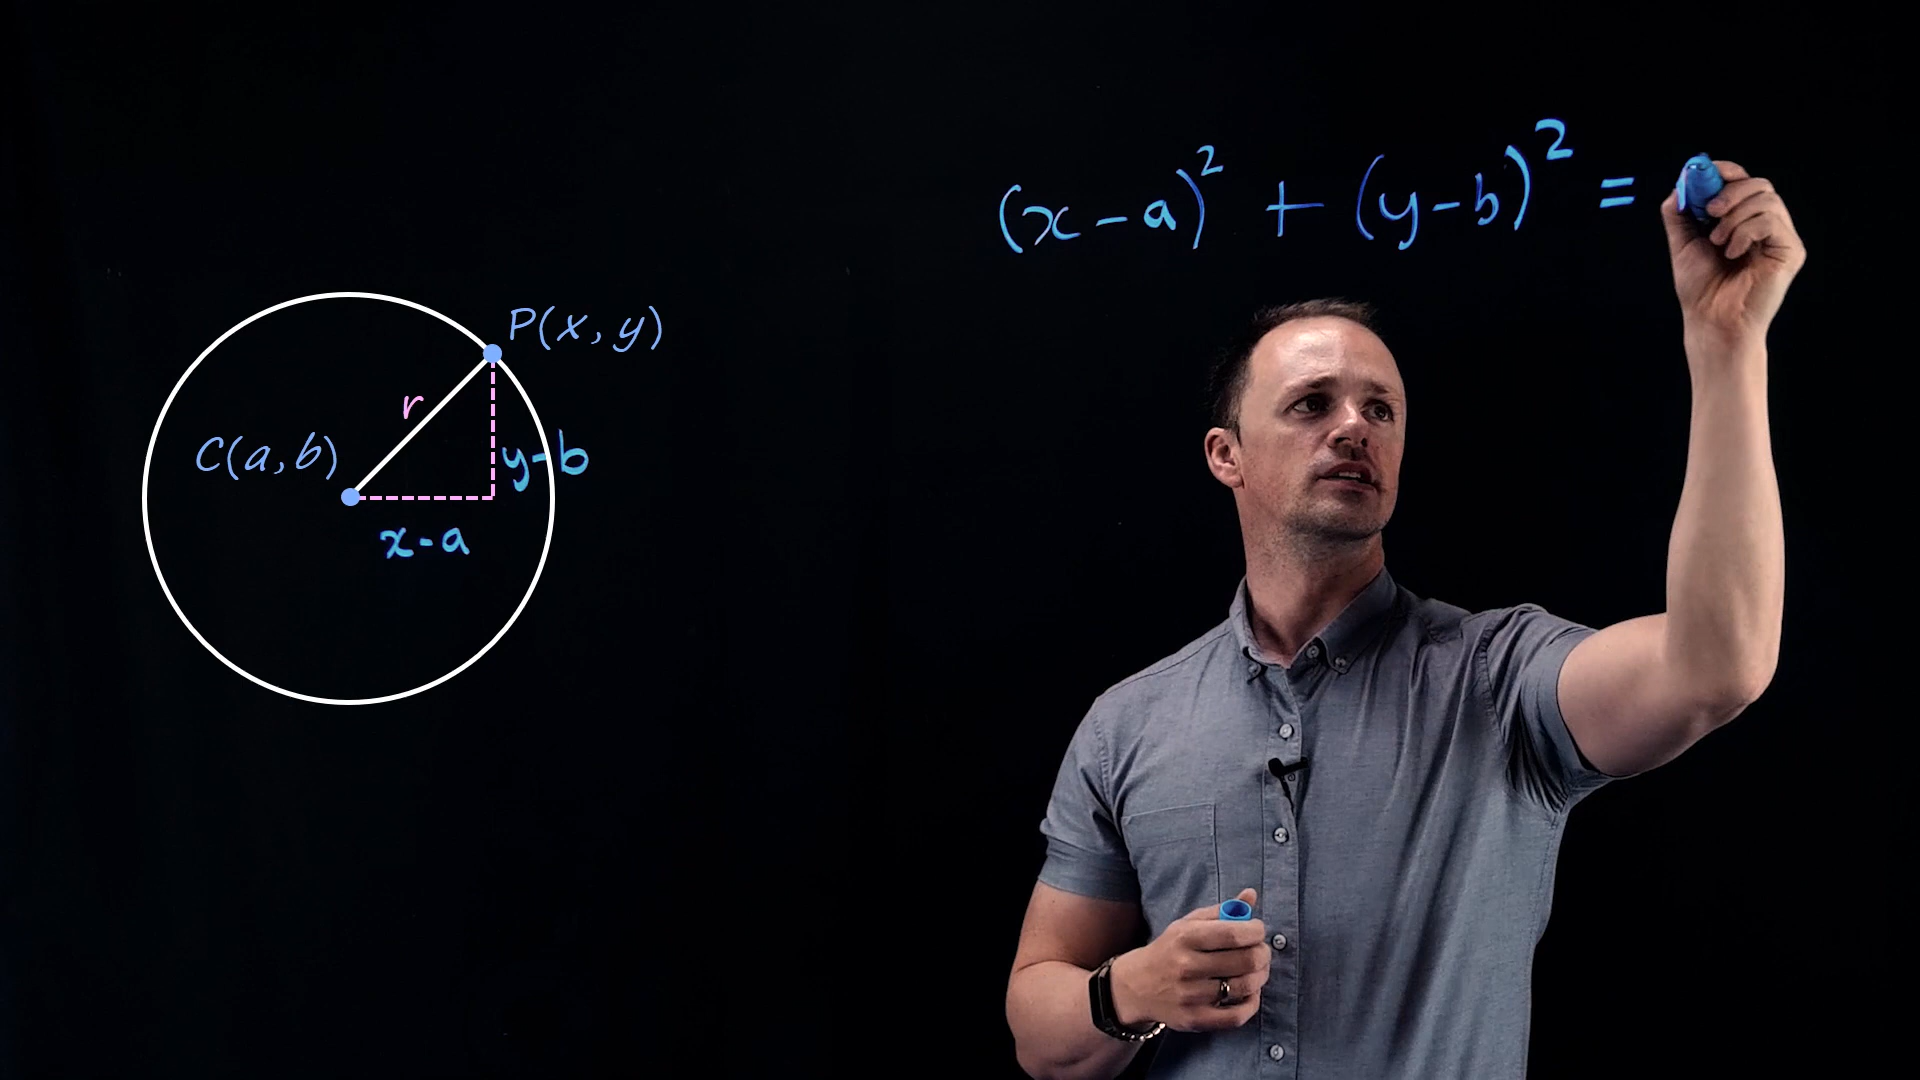 (x-a)² + (y-b)² =
P(x, y)
r
C(a, b)
y-b
x-a